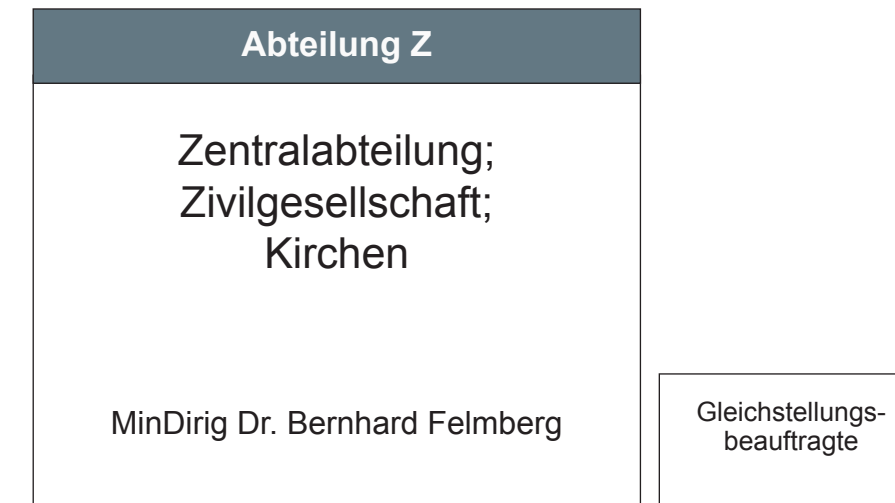 Abteilung Z
Zentralabteilung;
Zivilgesellschaft;
Kirchen
MinDirig Dr. Bernhard Felmberg
Gleichstellungs-
beauftragte